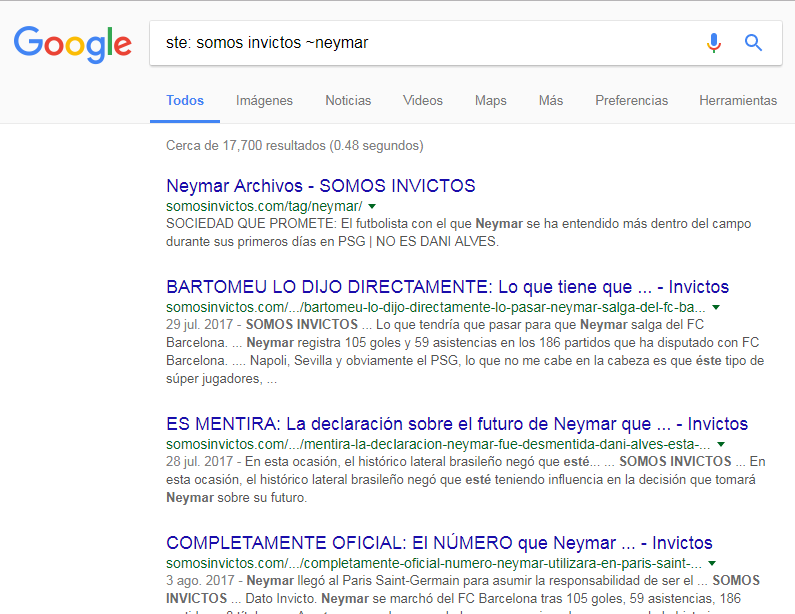 Google
ste: somos invictos ~neymar
Todos Imágenes Noticias Videos Maps Más Preferencias Herramientas
Cerca de 17,700 resultados (0.48 segundos)
Neymar Archivos - SOMOS INVICTOS
somosinvictos.com/tag/neymar/
SOCIEDAD QUE PROMETE: El futbolista con el que Neymar se ha entendido más dentro del campo
durante sus primeros días en PSG | NO ES DANI ALVES.
BARTOMEU LO DIJO DIRECTAMENTE: Lo que tiene que ... - Invictos
somosinvictos.com/.../bartomeu-lo-dijo-directamente-lo-pasar-neymar-salga-del-fc-ba...
29 jul. 2017 - SOMOS INVICTOS ... Lo que tendría que pasar para que Neymar salga del FC
Barcelona. ... Neymar registra 105 goles y 59 asistencias en los 186 partidos que ha disputado con FC
Barcelona. .... Napoli, Sevilla y obviamente el PSG, lo que no me cabe en la cabeza es que éste tipo de
súper jugadores, ...
ES MENTIRA: La declaración sobre el futuro de Neymar que ... - Invictos
somosinvictos.com/.../mentira-la-declaracion-neymar-fue-desmentida-dani-alves-esta-...
28 jul. 2017 - En esta ocasión, el histórico lateral brasileño negó que esté... ... SOMOS INVICTOS ... En
esta ocasión, el histórico lateral brasileño negó que esté teniendo influencia en la decisión que tomará
Neymar sobre su futuro.
COMPLETAMENTE OFICIAL: El NÚMERO que Neymar ... - Invictos
somosinvictos.com/.../completamente-oficial-numero-neymar-utilizara-en-paris-saint-...
3 ago. 2017 - Neymar llegó al Paris Saint-Germain para asumir la responsabilidad de ser el ... SOMOS
INVICTOS ... Dato Invicto. Neymar se marchó del FC Barcelona tras 105 goles, 59 asistencias, 186